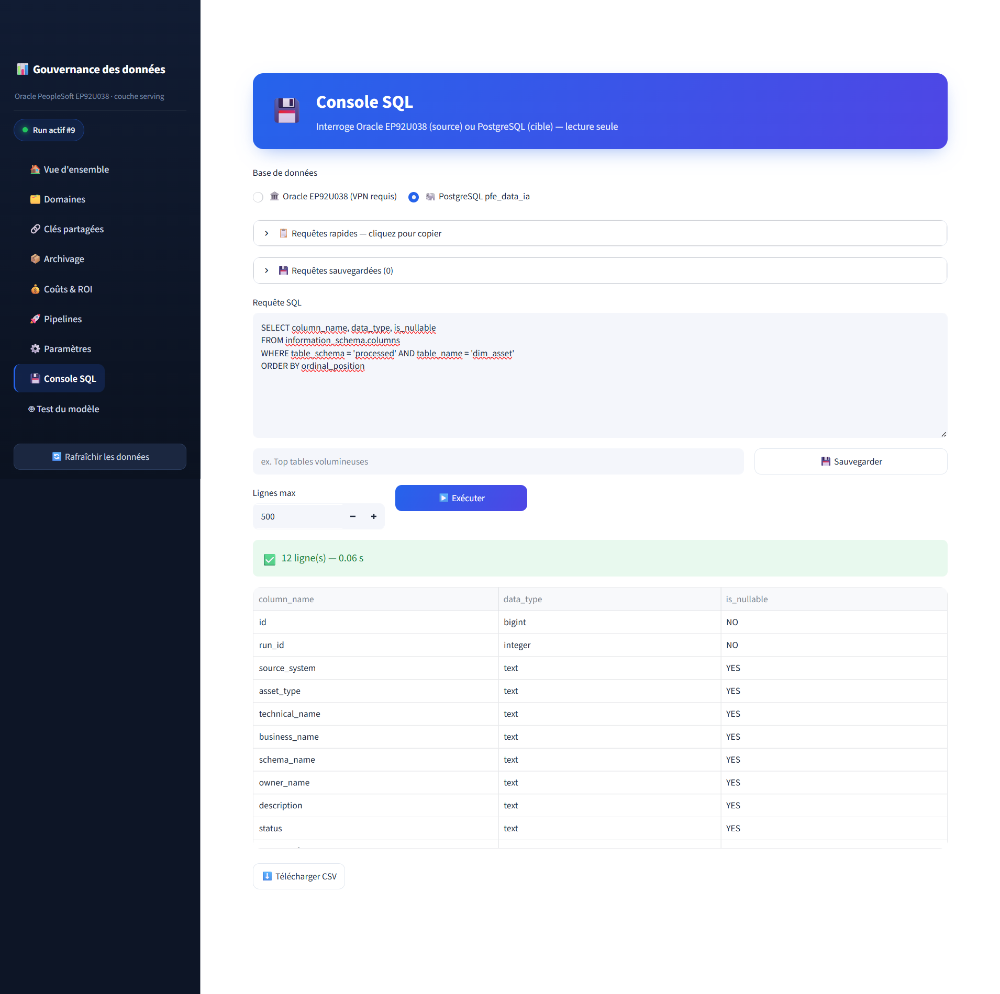 Gouvernance des données
Oracle PeopleSoft EP92U038 · couche serving
Run actif #9
Vue d'ensemble
Domaines
Clés partagées
Archivage
Coûts & ROI
Pipelines
Paramètres
Console SQL
Test du modèle
Rafraîchir les données
Console SQL
Interroge Oracle EP92U038 (source) ou PostgreSQL (cible) — lecture seule
Base de données
Oracle EP92U038 (VPN requis)
PostgreSQL pfe_data_ia
Requêtes rapides — cliquez pour copier
Requêtes sauvegardées (0)
Requête SQL
SELECT column_name, data_type, is_nullable
FROM information_schema.columns
WHERE table_schema = 'processed' AND table_name = 'dim_asset'
ORDER BY ordinal_position
ex. Top tables volumineuses
Sauvegarder
Lignes max
Exécuter
500
12 ligne(s) — 0.06 s
column_name data_type is_nullable
id bigint NO
run_id integer NO
source_system text YES
asset_type text YES
technical_name text YES
business_name text YES
schema_name text YES
owner_name text YES
description text YES
status text YES
Télécharger CSV